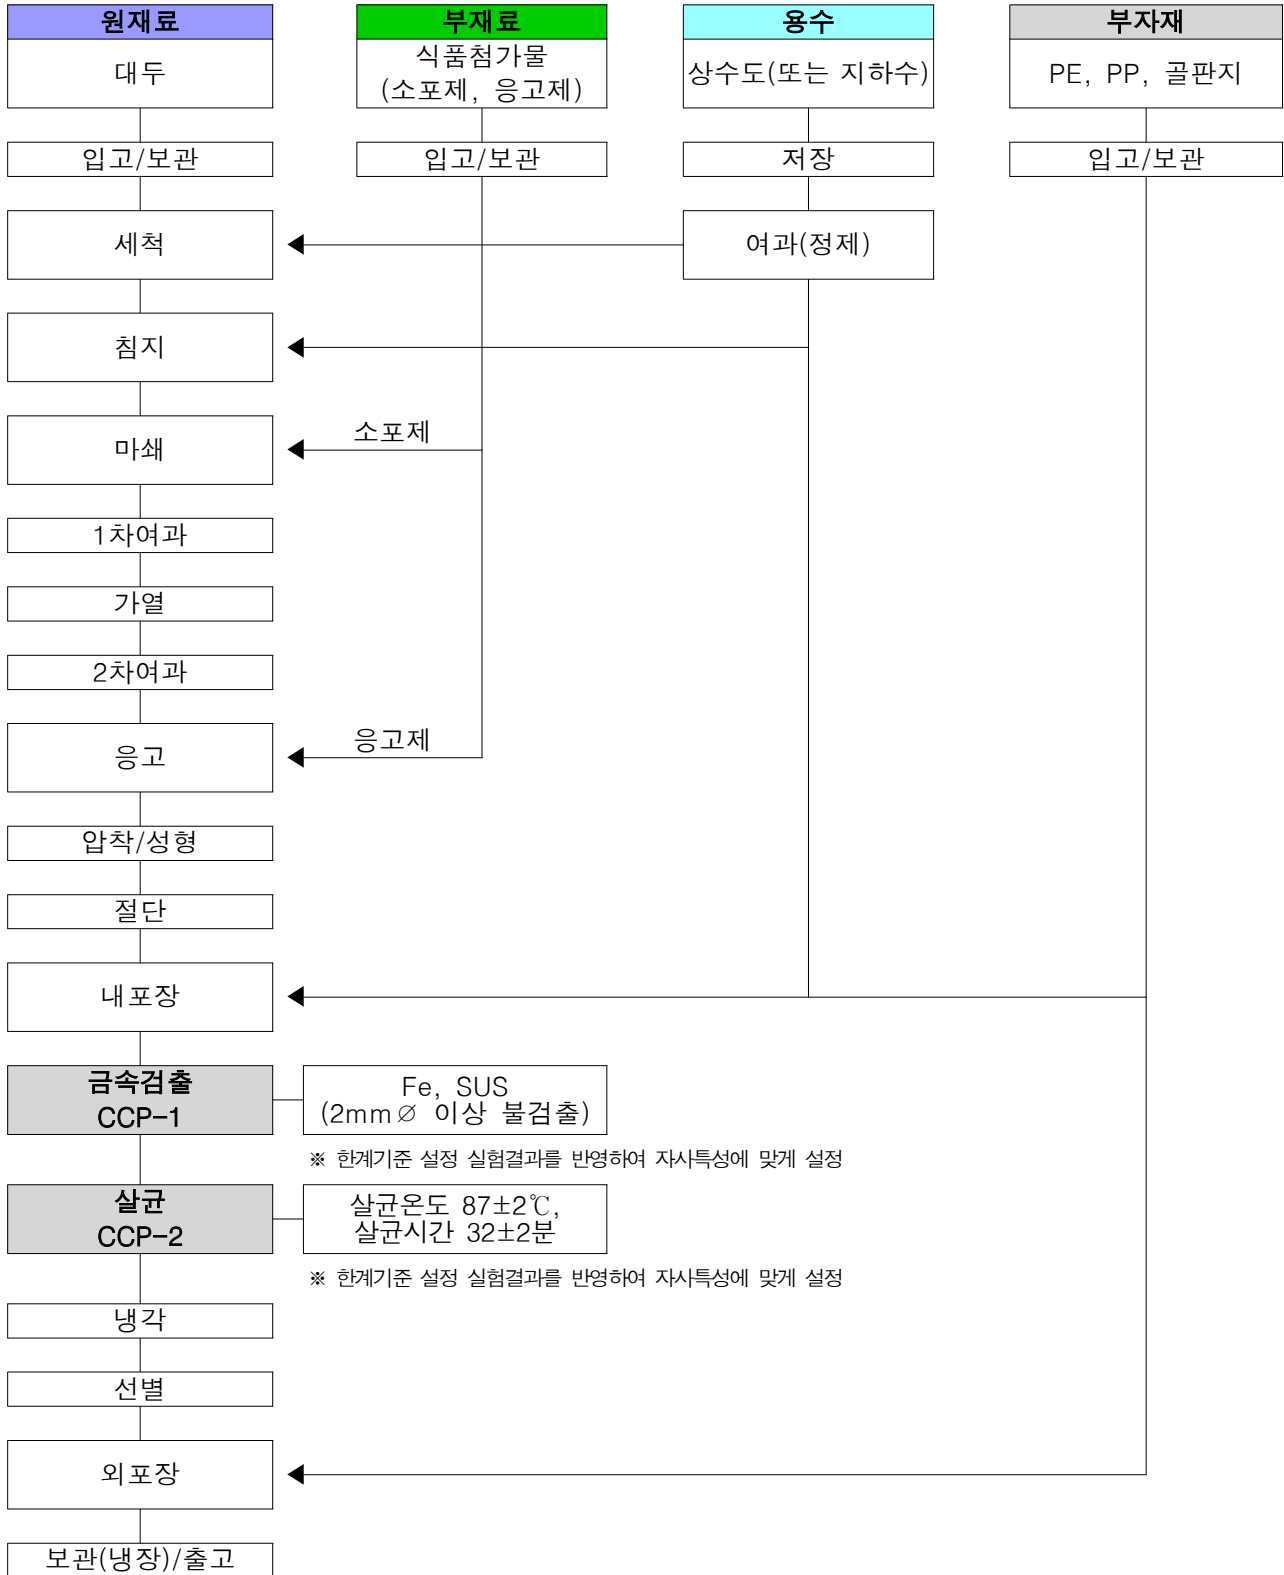 원재료
부재료
용수
부자재
대두
식품첨가물
(소포제, 응고제)
상수도(또는 지하수)
PE, PP, 골판지
입고/보관
입고/보관
저장
입고/보관
세척
여과(정제)
침지
마쇄
소포제
1차여과
가열
2차여과
응고
응고제
압착/성형
절단
내포장
금속검출
CCP-1
Fe, SUS
(2mm∅ 이상 불검출)
※ 한계기준 설정 실험결과를 반영하여 자사특성에 맞게 설정
살균
CCP-2
살균온도 87±2℃,
살균시간 32±2분
※ 한계기준 설정 실험결과를 반영하여 자사특성에 맞게 설정
냉각
선별
외포장
보관(냉장)/출고